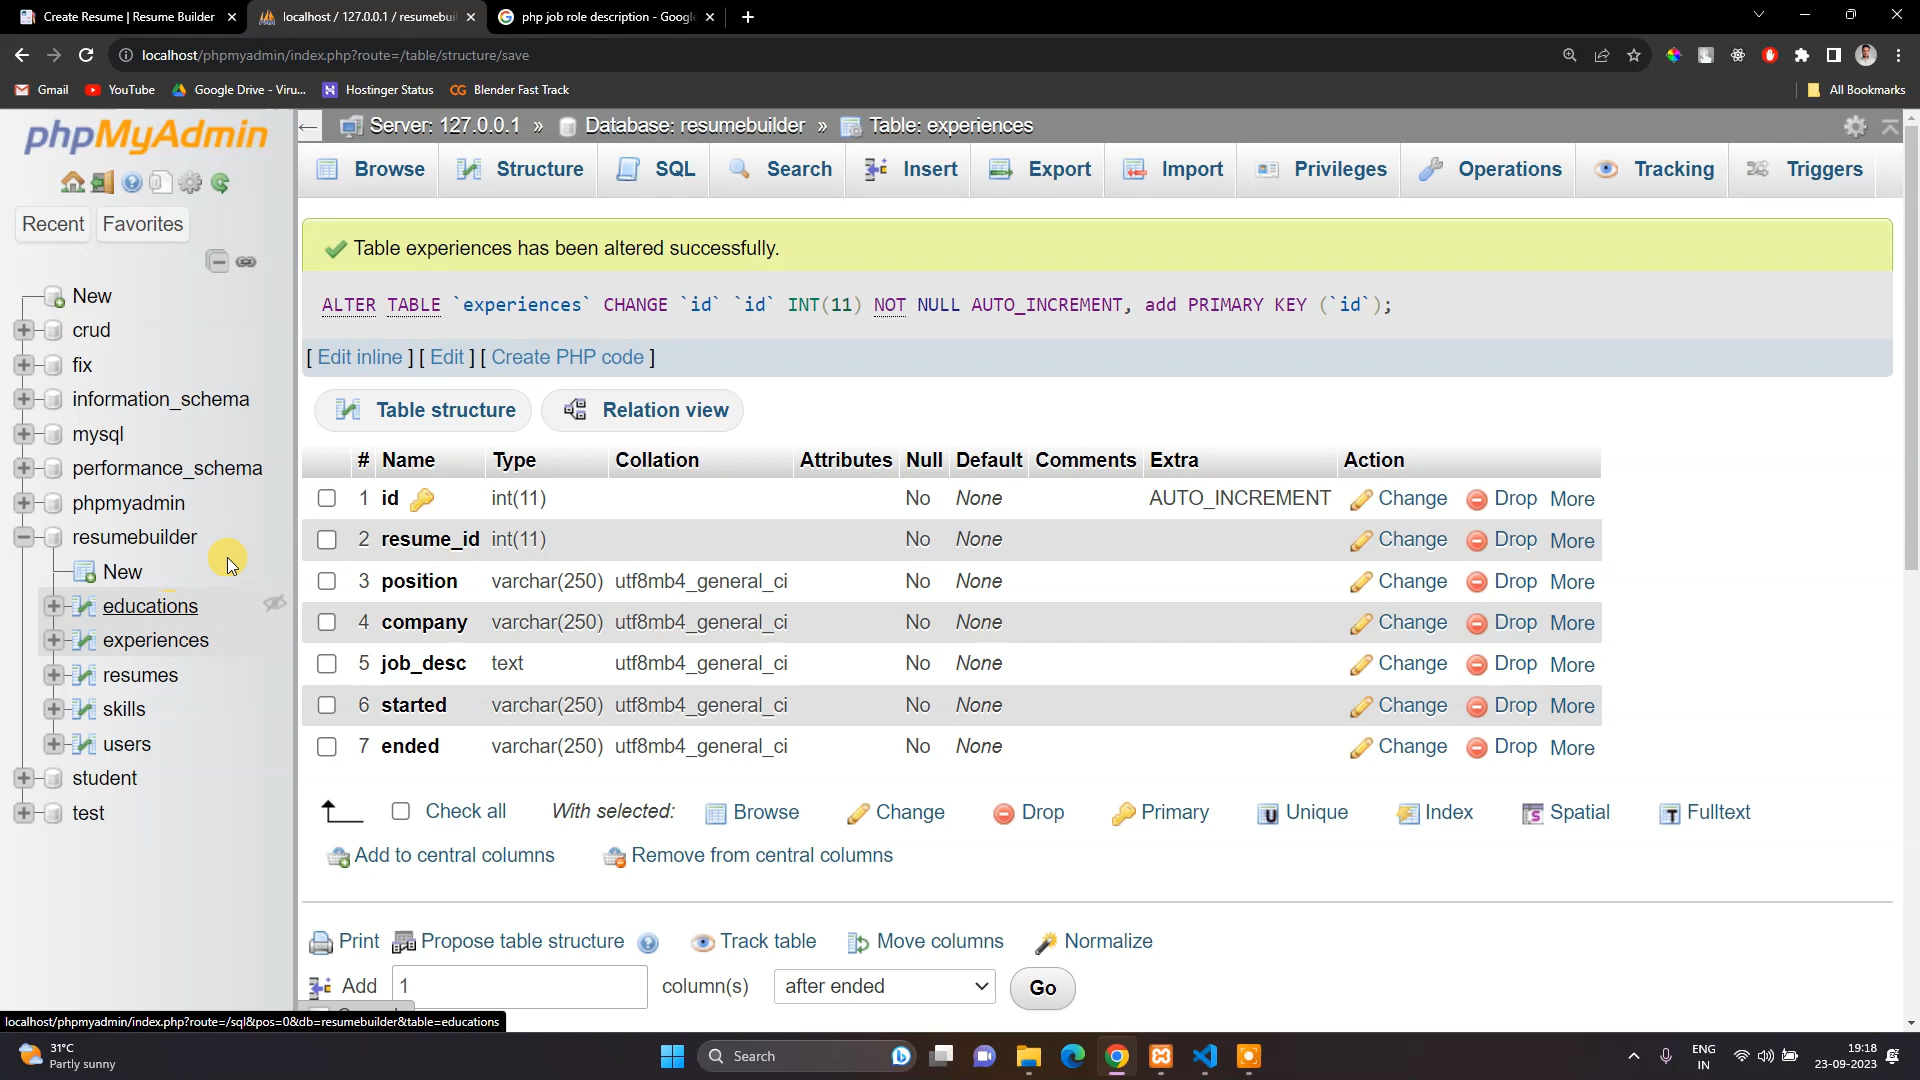 Create Resume | Resume Builder
localhost / 127.0.0.1 / resumebuil
php job role description - Googl
localhost/phpmyadmin/index.php?route=/table/structure/save
Gmail YouTube Google Drive - Viru... Hostinger Status Blender Fast Track All Bookmarks
phpMyAdmin
Server: 127.0.0.1 » Database: resumebuilder » Table: experiences
Browse Structure SQL Search Insert Export Import Privileges Operations Tracking Triggers
Recent Favorites
Table experiences has been altered successfully.
ALTER TABLE `experiences` CHANGE `id` `id` INT(11) NOT NULL AUTO_INCREMENT, add PRIMARY KEY (`id`);
[ Edit inline ] [ Edit ] [ Create PHP code ]
New
crud
fix
information_schema
mysql
performance_schema
phpmyadmin
resumebuilder
New
educations
experiences
resumes
skills
users
student
test
Table structure Relation view
# Name Type Collation Attributes Null Default Comments Extra Action
1 id int(11) No None AUTO_INCREMENT Change Drop More
2 resume_id int(11) No None Change Drop More
3 position varchar(250) utf8mb4_general_ci No None Change Drop More
4 company varchar(250) utf8mb4_general_ci No None Change Drop More
5 job_desc text utf8mb4_general_ci No None Change Drop More
6 started varchar(250) utf8mb4_general_ci No None Change Drop More
7 ended varchar(250) utf8mb4_general_ci No None Change Drop More
Check all With selected: Browse Change Drop Primary Unique Index Spatial Fulltext
Add to central columns Remove from central columns
Print Propose table structure Track table Move columns Normalize
Add 1 column(s) after ended Go
localhost/phpmyadmin/index.php?route=/sql&pos=0&db=resumebuilder&table=educations
31°C
Partly sunny
Search
ENG
IN
19:18
23-09-2023